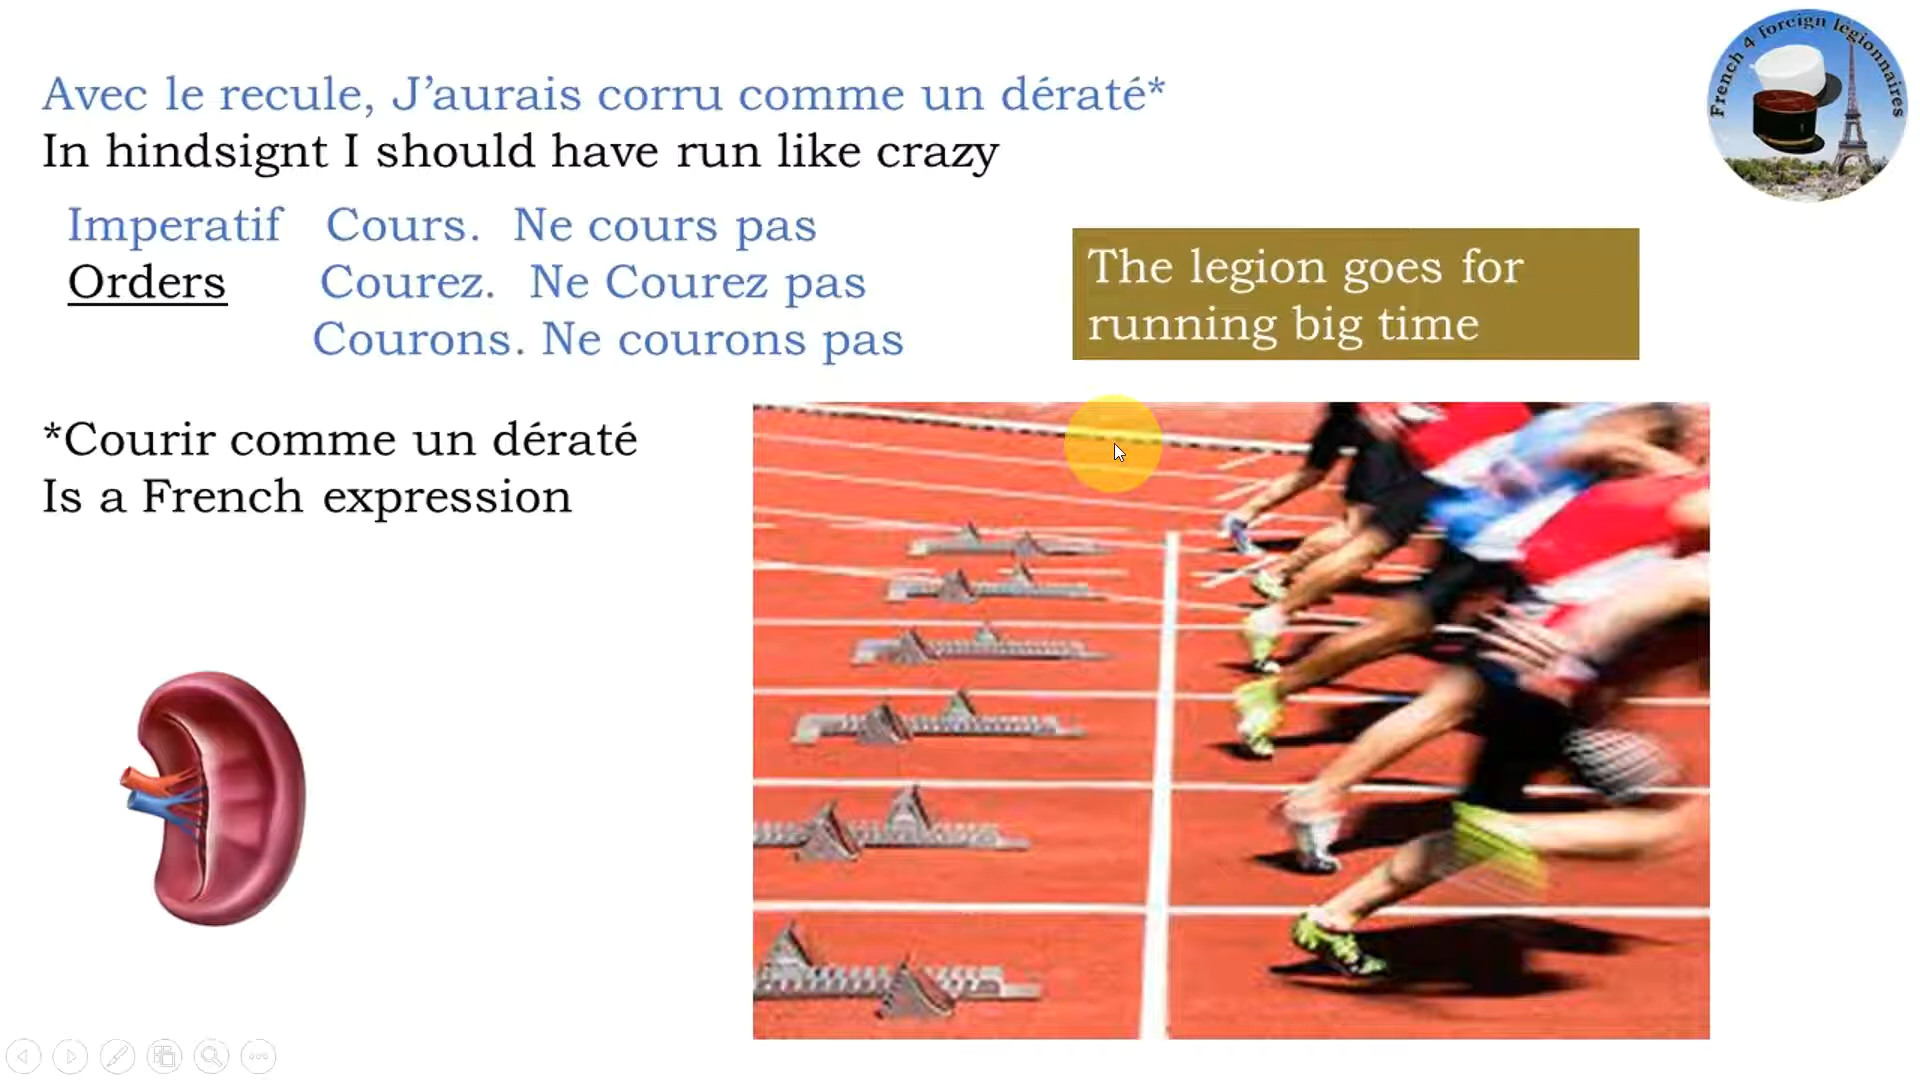 Avec le recule, J’aurais corru comme un dératé*
In hindsignt I should have run like crazy
Imperatif Cours. Ne cours pas
Orders Courez. Ne Courez pas
Courons. Ne courons pas
The legion goes for
running big time
*Courir comme un dératé
Is a French expression
French 4 foreign légionnaires